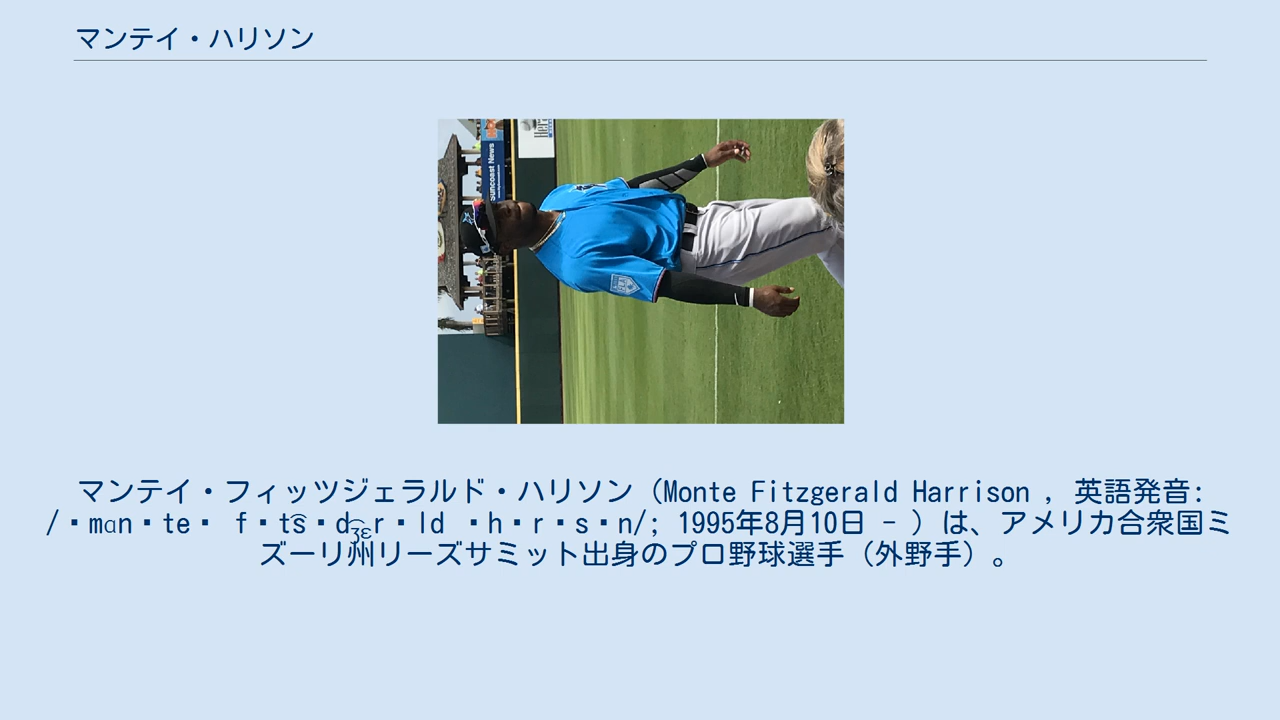 マンテイ・ハリソン
Suncoast News
マンテイ・フィッツジェラルド・ハリソン（Monte Fitzgerald Harrison , 英語発音:
/▪mɑn▪te▪ f▪ts͡▪dʒ͡ɛr▪ld ▪h▪r▪s▪n/; 1995年8月10日 - ）は、アメリカ合衆国ミ
ズーリ州リーズサミット出身のプロ野球選手（外野手）。